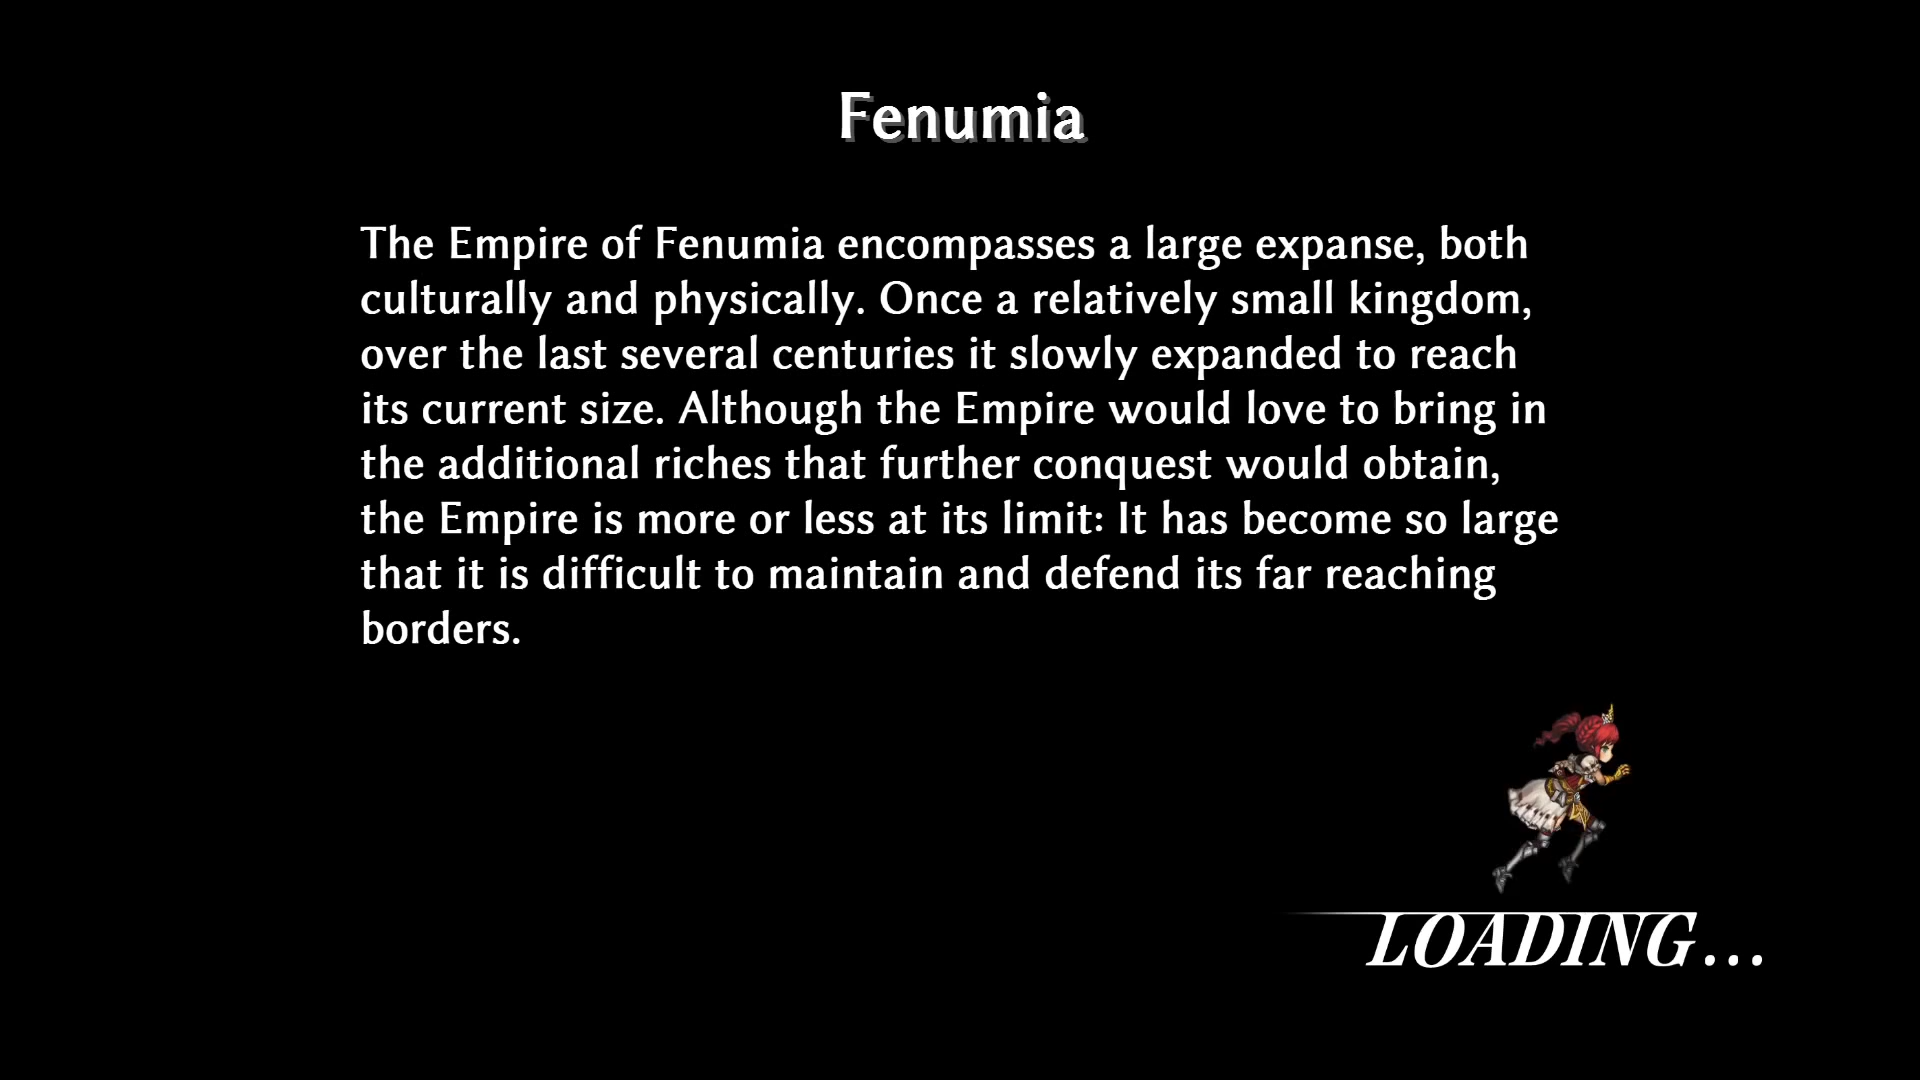 Fenumia
The Empire of Fenumia encompasses a large expanse, both
culturally and physically. Once a relatively small kingdom,
over the last several centuries it slowly expanded to reach
its current size. Although the Empire would love to bring in
the additional riches that further conquest would obtain,
the Empire is more or less at its limit: It has become so large
that it is difficult to maintain and defend its far reaching
borders.
LOADING...